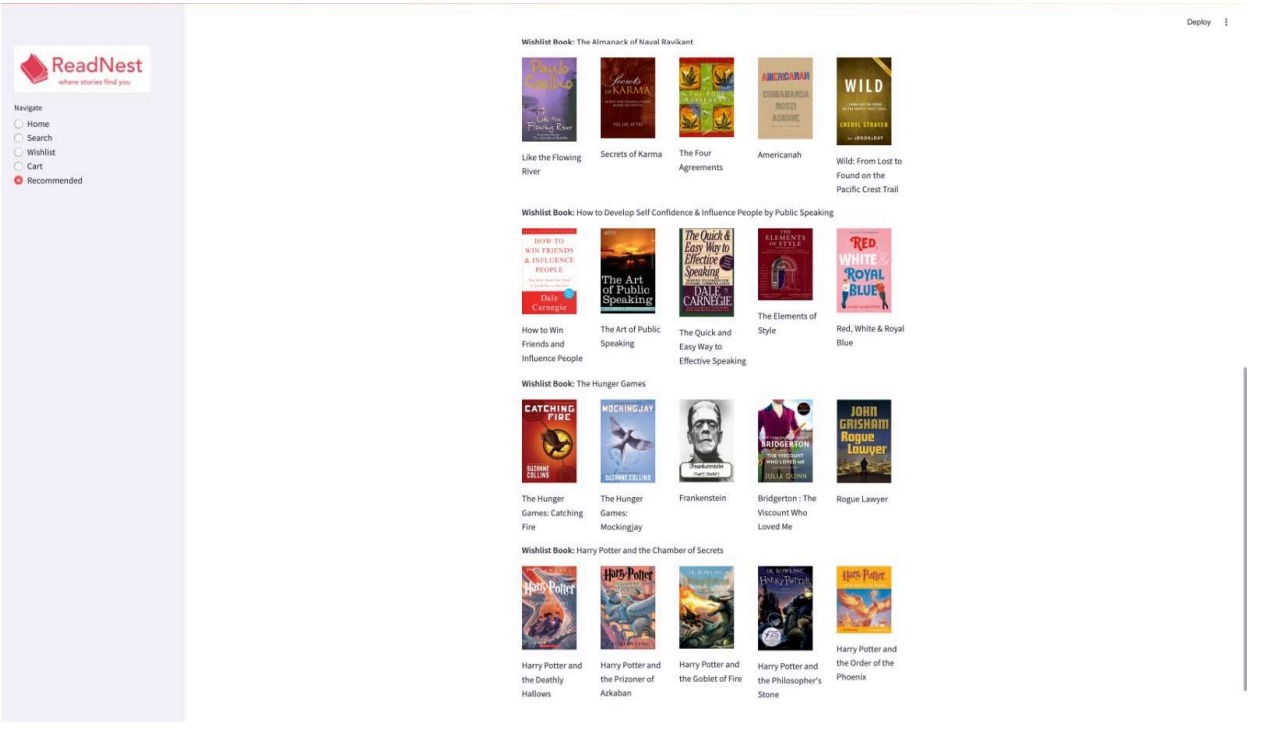 Deploy
ReadNest
where stories find you
Navigate
Home
Search
Wishlist
Cart
Recommended
Wishlist Book: The Almanack of Naval Ravikant
Paulo
Coelho
Like the
Flowing River
Secrets
OF KARMA
THE FOUR
AGREEMENTS
AMERICANAH
CHIMAMANDA
NGOZI
ADICHIE
WILD
CHERYL STRAYED
Like the Flowing
River
Secrets of Karma
The Four
Agreements
Americanah
Wild: From Lost to
Found on the
Pacific Crest Trail
Wishlist Book: How to Develop Self Confidence & Influence People by Public Speaking
HOW TO
WIN FRIENDS
& INFLUENCE
PEOPLE
Dale
Carnegie
The Art
of Public
Speaking
The Quick &
Easy Way to
Effective
Speaking
DALE
CARNEGIE
THE
ELEMENTS
OF STYLE
RED,
WHITE &
ROYAL
BLUE
How to Win
Friends and
Influence People
The Art of Public
Speaking
The Quick and
Easy Way to
Effective Speaking
The Elements of
Style
Red, White & Royal
Blue
Wishlist Book: The Hunger Games
CATCHING
FIRE
SUZANNE
COLLINS
MOCKINGJAY
SUZANNE COLLINS
Frankenstein
BRIDGERTON
THE VISCOUNT
WHO LOVED ME
JULIA QUINN
JOHN
GRISHAM
Rogue
Lawyer
The Hunger
Games: Catching
Fire
The Hunger
Games:
Mockingjay
Frankenstein
Bridgerton : The
Viscount Who
Loved Me
Rogue Lawyer
Wishlist Book: Harry Potter and the Chamber of Secrets
Harry Potter
Harry Potter
J.K. ROWLING
J.K. ROWLING
HARRY POTTER
25
Harry Potter
Harry Potter and
the Deathly
Hallows
Harry Potter and
the Prizoner of
Azkaban
Harry Potter and
the Goblet of Fire
Harry Potter and
the Philosopher's
Stone
Harry Potter and
the Order of the
Phoenix